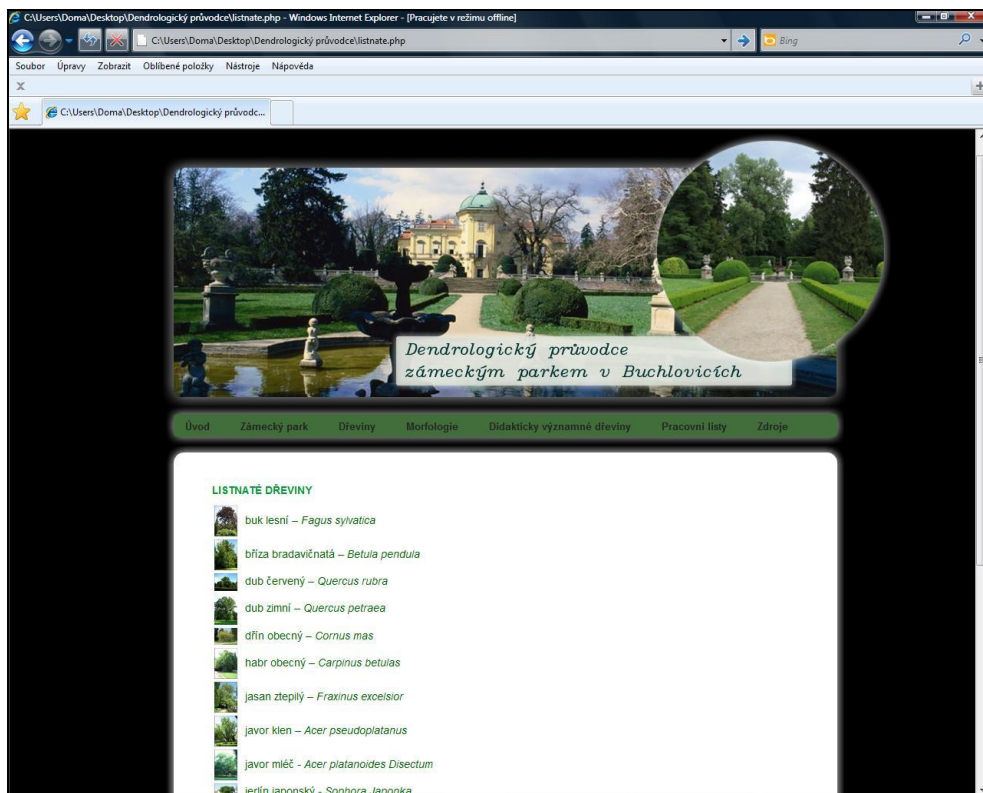 C:\Users\Doma\Desktop\Dendrologický průvodce\listnate.php - Windows Internet Explorer - [Pracujete v režimu offline]
C:\Users\Doma\Desktop\Dendrologický průvodce\listnate.php
Bing
Soubor Úpravy Zobrazit Oblíbené položky Nástroje Nápověda
X
C:\Users\Doma\Desktop\Dendrologický průvodc...
Dendrologický průvodce
zámeckým parkem v Buchlovicích
Úvod Zámecký park Dřeviny Morfologie Didakticky významné dřeviny Pracovní listy Zdroje
LISTNATÉ DŘEVINY
buk lesní – Fagus sylvatica
bříza bradavičnatá – Betula pendula
dub červený – Quercus rubra
dub zimní – Quercus petraea
dřín obecný – Cornus mas
habr obecný – Carpinus betulas
jasan ztepilý – Fraxinus excelsior
javor klen – Acer pseudoplatanus
javor mléč - Acer platanoides Disectum
jerlín japonský - Sophora Japonka